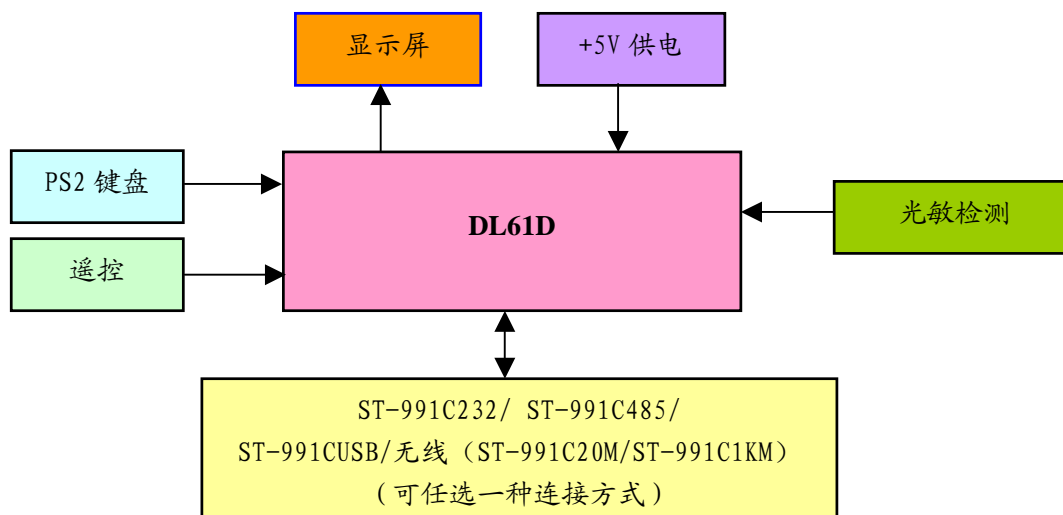 显示屏
+5V 供电
PS2 键盘
DL61D
光敏检测
遥控
ST-991C232/ ST-991C485/
ST-991CUSB/无线（ST-991C20M/ST-991C1KM）
（可任选一种连接方式）